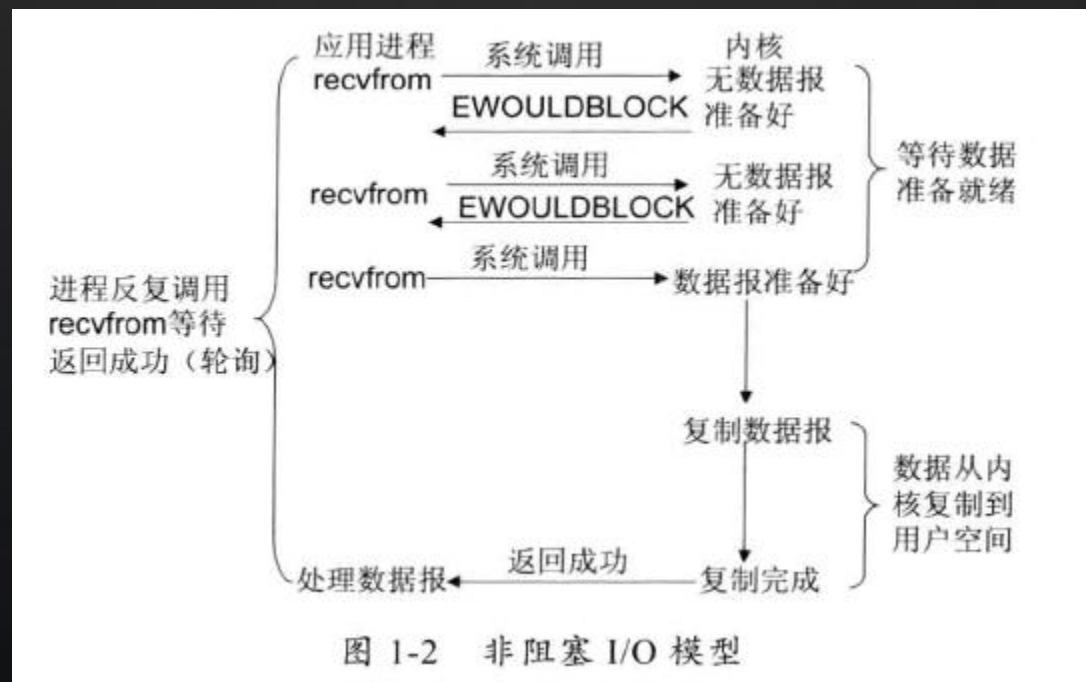 应用进程
系统调用
内核
recvfrom
无数据报
EWOULDBLOCK
准备好
系统调用
无数据报
recvfrom
EWOULDBLOCK
准备好
等待数据
准备就绪
系统调用
recvfrom
数据报准备好
进程反复调用
recvfrom等待
返回成功（轮询）
复制数据报
数据从内
核复制到
用户空间
返回成功
处理数据报
复制完成
图 1-2 非阻塞 I/O 模型